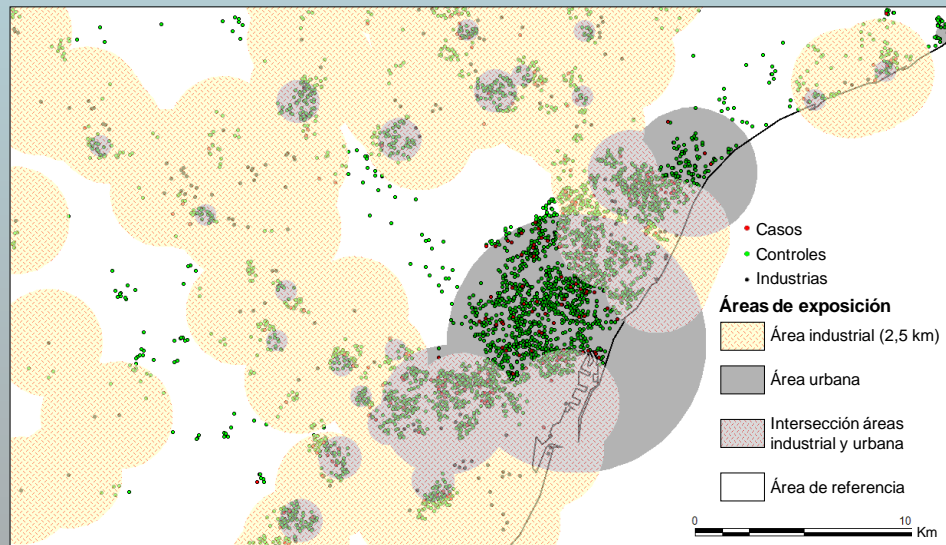 Casos
Controles
Industrias
Áreas de exposición
Área industrial (2,5 km)
Área urbana
Intersección áreas
industrial y urbana
Área de referencia
0 10
Km